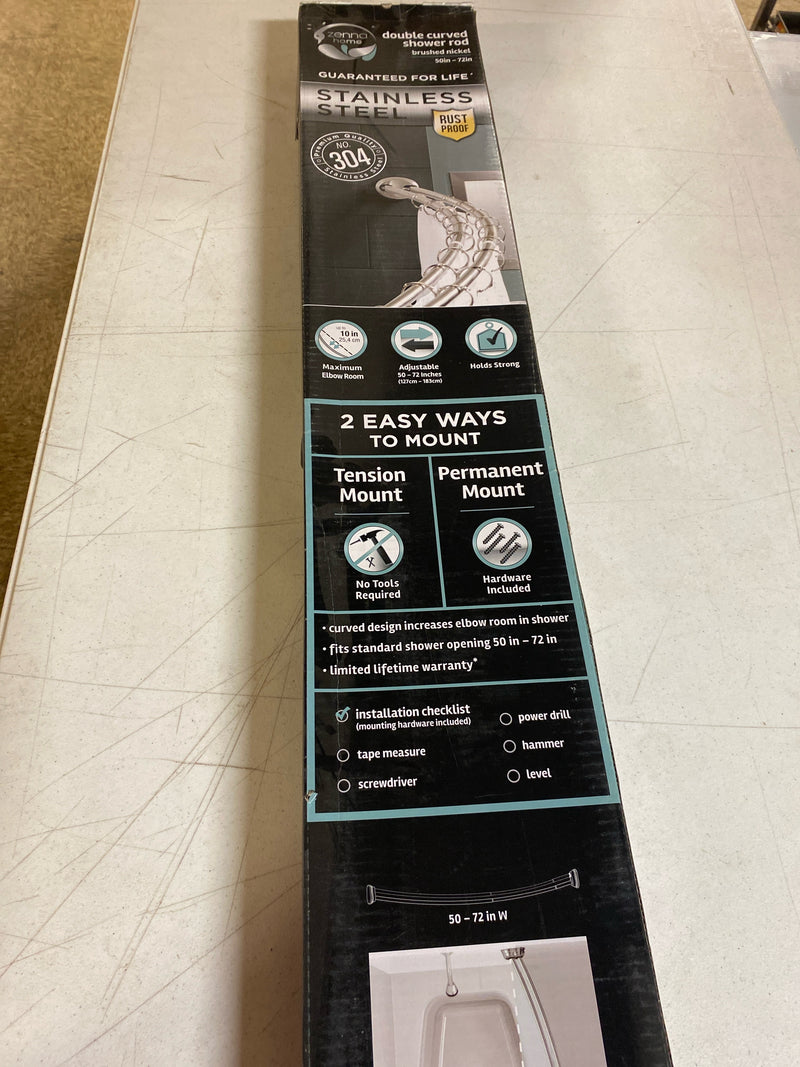 zenna
home
double curved
shower rod
brushed nickel
50in – 72in
GUARANTEED FOR LIFE*
STAINLESS
STEEL
RUST
PROOF
Premium Quality
NO.
304
Stainless Steel
up to
10 in
25,4 cm
Maximum
Elbow Room
Adjustable
50 – 72 Inches
(127cm – 183cm)
Holds Strong
2 EASY WAYS
TO MOUNT
Tension
Mount
No Tools
Required
Permanent
Mount
Hardware
Included
• curved design increases elbow room in shower
• fits standard shower opening 50 in – 72 in
• limited lifetime warranty*
installation checklist
(mounting hardware included)
tape measure
screwdriver
power drill
hammer
level
50 – 72 in W